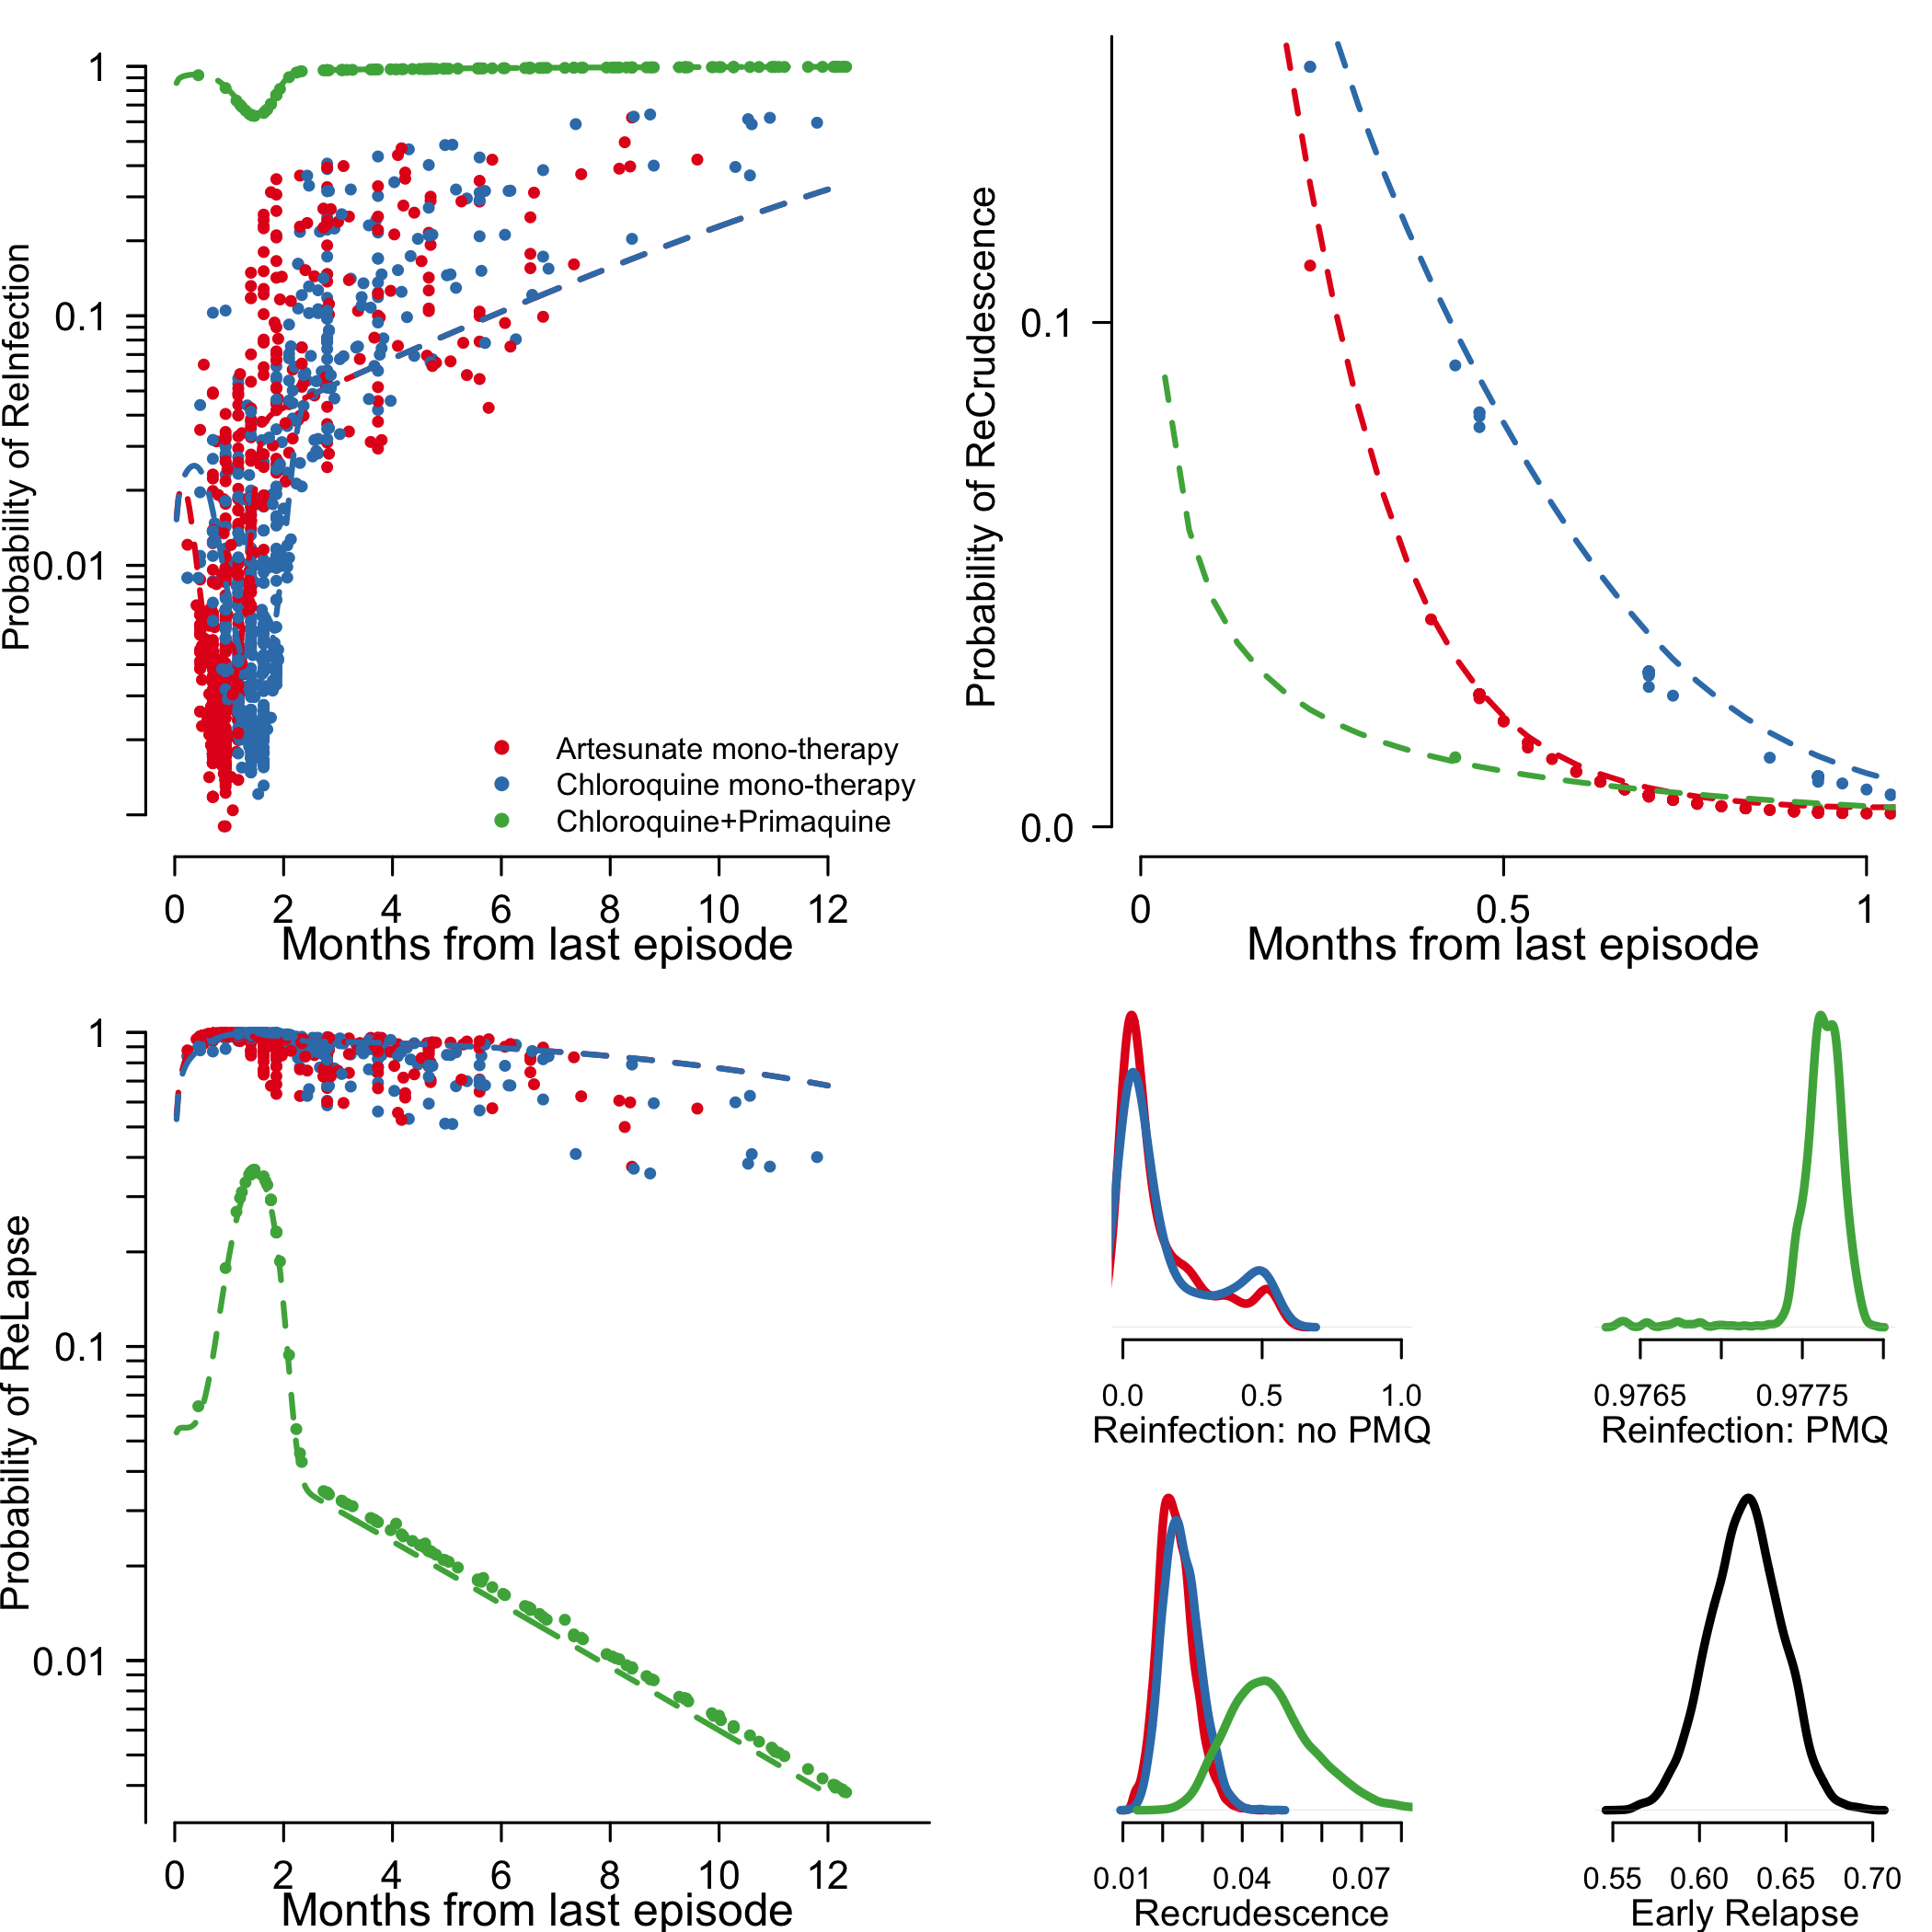 Probability of ReInfection
1
0.1
0.01
Artesunate mono-therapy
Chloroquine mono-therapy
Chloroquine+Primaquine
0 2 4 6 8 10 12
Months from last episode
Probability of ReCrudescence
0.1
0.0
0 0.5 1
Months from last episode
Probability of ReLapse
1
0.1
0.01
0 2 4 6 8 10 12
Months from last episode
0.0 0.5 1.0
Reinfection: no PMQ
0.9765 0.9775
Reinfection: PMQ
0.01 0.04 0.07
Recrudescence
0.55 0.60 0.65 0.70
Early Relapse